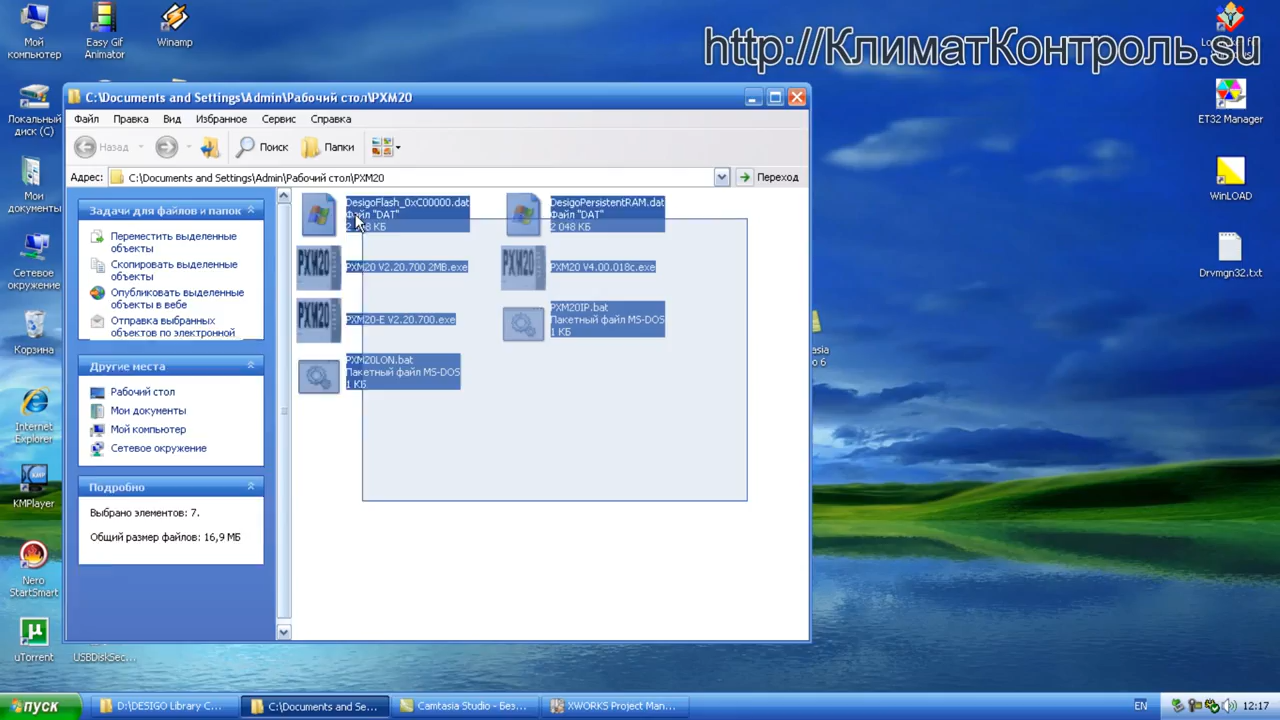 Мой
компьютер
Easy Gif
Animator
Winamp
http://КлиматКонтроль.su
ET32 Manager
WinLOAD
Drvmgn32.txt
Локальный
диск (C)
Мои
документы
Сетевое
окружение
Корзина
Internet
Explorer
KMPlayer
Nero
StartSmart
uTorrent
USBDiskSec...
C:\Documents and Settings\Admin\Рабочий стол\PXM20
Файл Правка Вид Избранное Сервис Справка
Назад Поиск Папки
Адрес: C:\Documents and Settings\Admin\Рабочий стол\PXM20 Переход
Задачи для файлов и папок
Переместить выделенные
объекты
Скопировать выделенные
объекты
Опубликовать выделенные
объекты в вебе
Отправка выбранных
объектов по электронной
Другие места
Рабочий стол
Мои документы
Мой компьютер
Сетевое окружение
Подробно
Выбрано элементов: 7.
Общий размер файлов: 16,9 МБ
DesigoFlash_0xC00000.dat
Файл "DAT"
2 048 КБ
DesigoPersistentRAM.dat
Файл "DAT"
2 048 КБ
PXM20 V2.20.700 2MB.exe
PXM20 V4.00.018c.exe
PXM20-E V2.20.700.exe
PXM20IP.bat
Пакетный файл MS-DOS
1 КБ
PXM20LON.bat
Пакетный файл MS-DOS
1 КБ
пуск
D:\DESIGO Library C...
C:\Documents and Se...
Camtasia Studio - Без...
XWORKS Project Man...
EN
12:17